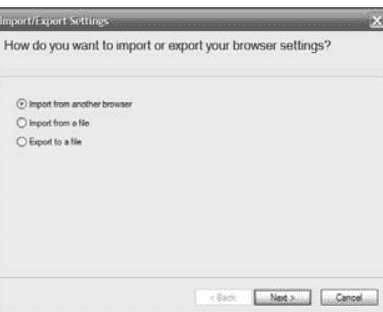 Import/Export Settings
How do you want to import or export your browser settings?
Import from another browser
Import from a file
Export to a file
< Back Next > Cancel